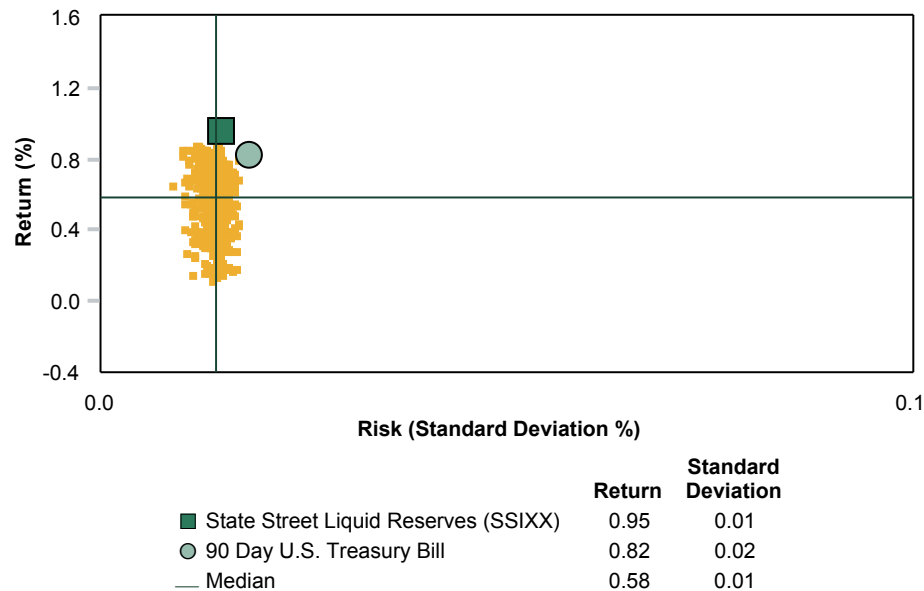 1.6
1.2
0.8
0.4
0.0
-0.4
Return (%)
0.0
0.1
Risk (Standard Deviation %)
Return Standard Deviation
State Street Liquid Reserves (SSIXX) 0.95 0.01
90 Day U.S. Treasury Bill 0.82 0.02
Median 0.58 0.01